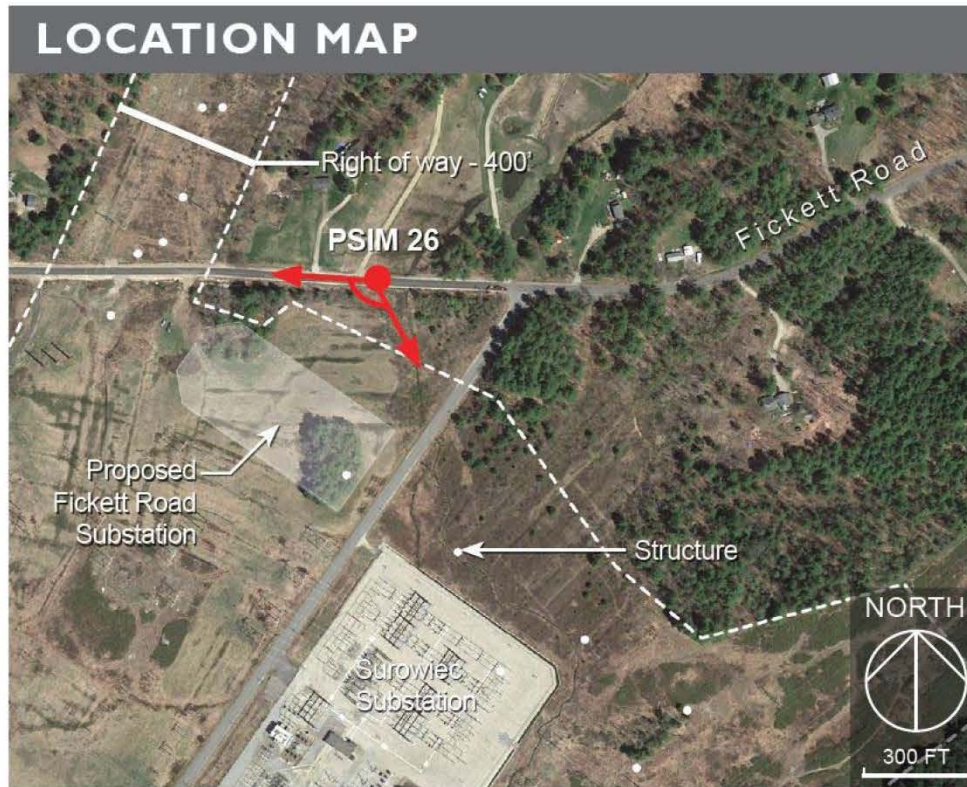 LOCATION MAP
Right of way - 400'
PSIM 26
Fickett Road
Proposed
Fickett Road
Substation
Structure
Surowiec
Substation
NORTH
300 FT